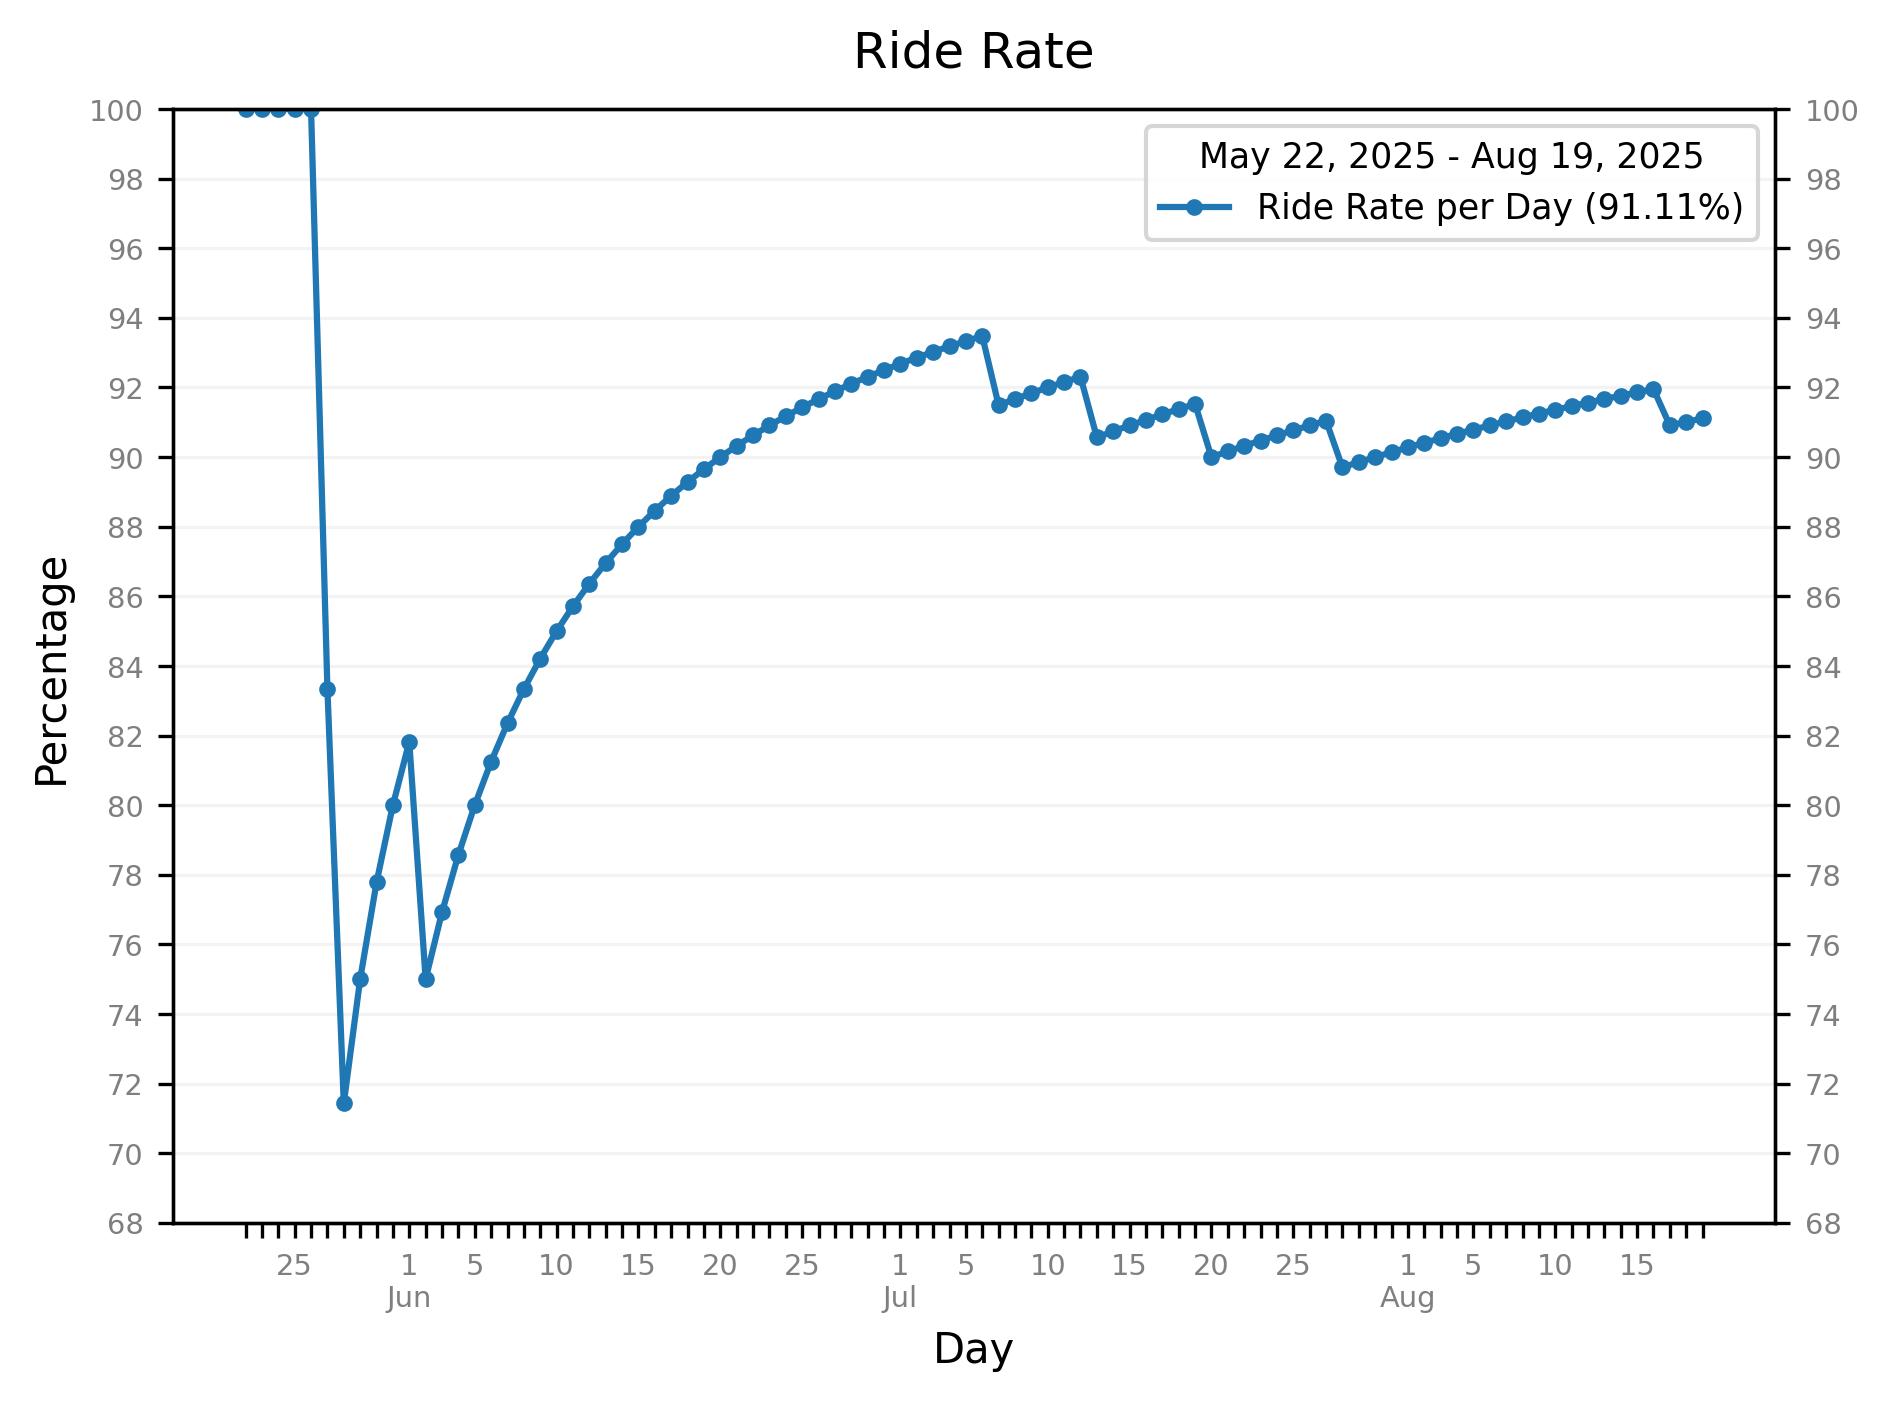 Ride Rate
May 22, 2025 - Aug 19, 2025
Ride Rate per Day (91.11%)
Percentage
100 100
98 98
96 96
94 94
92 92
90 90
88 88
86 86
84 84
82 82
80 80
78 78
76 76
74 74
72 72
70 70
68 68
25 1 5 10 15 20 25 1 5 10 15 20 25 1 5 10 15
Jun Jul Aug
Day